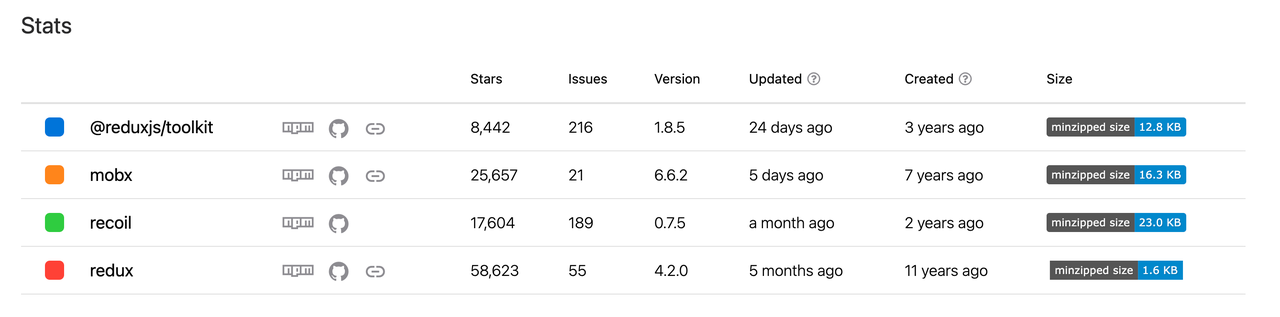 Stats
Stars Issues Version Updated ? Created ? Size
@reduxjs/toolkit npm 8,442 216 1.8.5 24 days ago 3 years ago minzipped size 12.8 KB
mobx npm 25,657 21 6.6.2 5 days ago 7 years ago minzipped size 16.3 KB
recoil npm 17,604 189 0.7.5 a month ago 2 years ago minzipped size 23.0 KB
redux npm 58,623 55 4.2.0 5 months ago 11 years ago minzipped size 1.6 KB